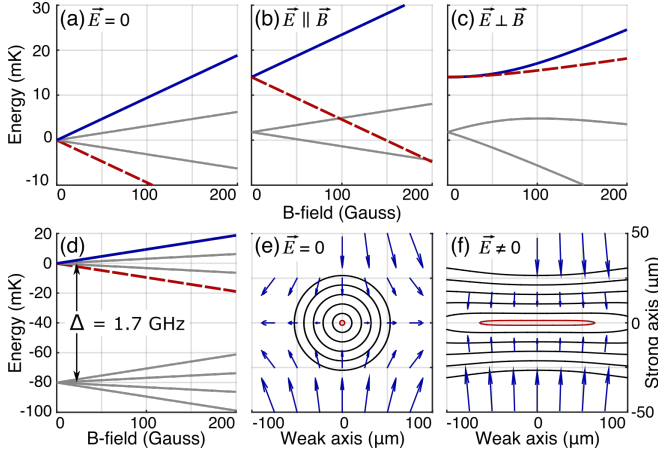 (a) E⃗ = 0
(b) E⃗ ∥ B⃗
(c) E⃗ ⊥ B⃗
Energy (mK)
30
20
10
0
-10
0 100 200
0 100 200
0 100 200
B-field (Gauss)
(d)
(e) E⃗ = 0
(f) E⃗ ≠ 0
Energy (mK)
20
0
-20
-40
-60
-80
-100
Δ = 1.7 GHz
0 100 200
B-field (Gauss)
-100 0 100
Weak axis (μm)
-100 0 100
Weak axis (μm)
50
0
-50
Strong axis (μm)